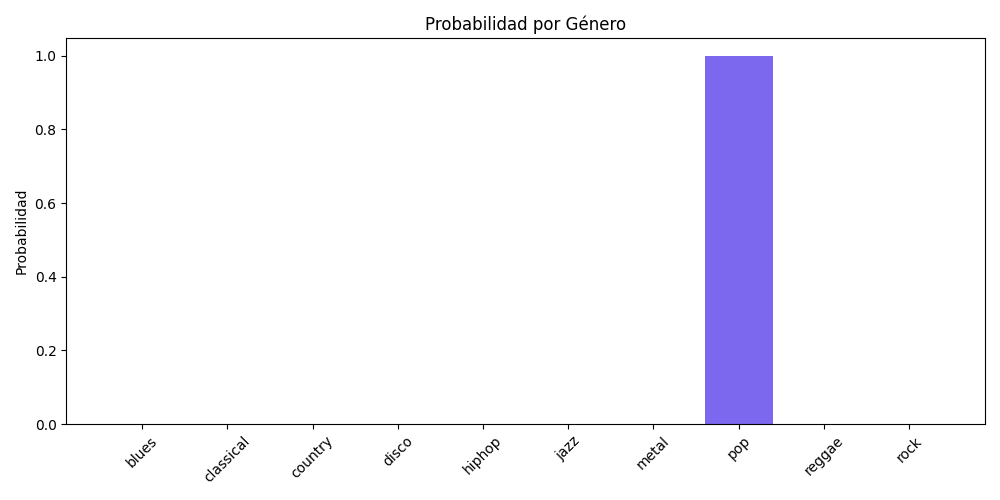 Probabilidad por Género
Probabilidad
1.0
0.8
0.6
0.4
0.2
0.0
blues
classical
country
disco
hiphop
jazz
metal
pop
reggae
rock